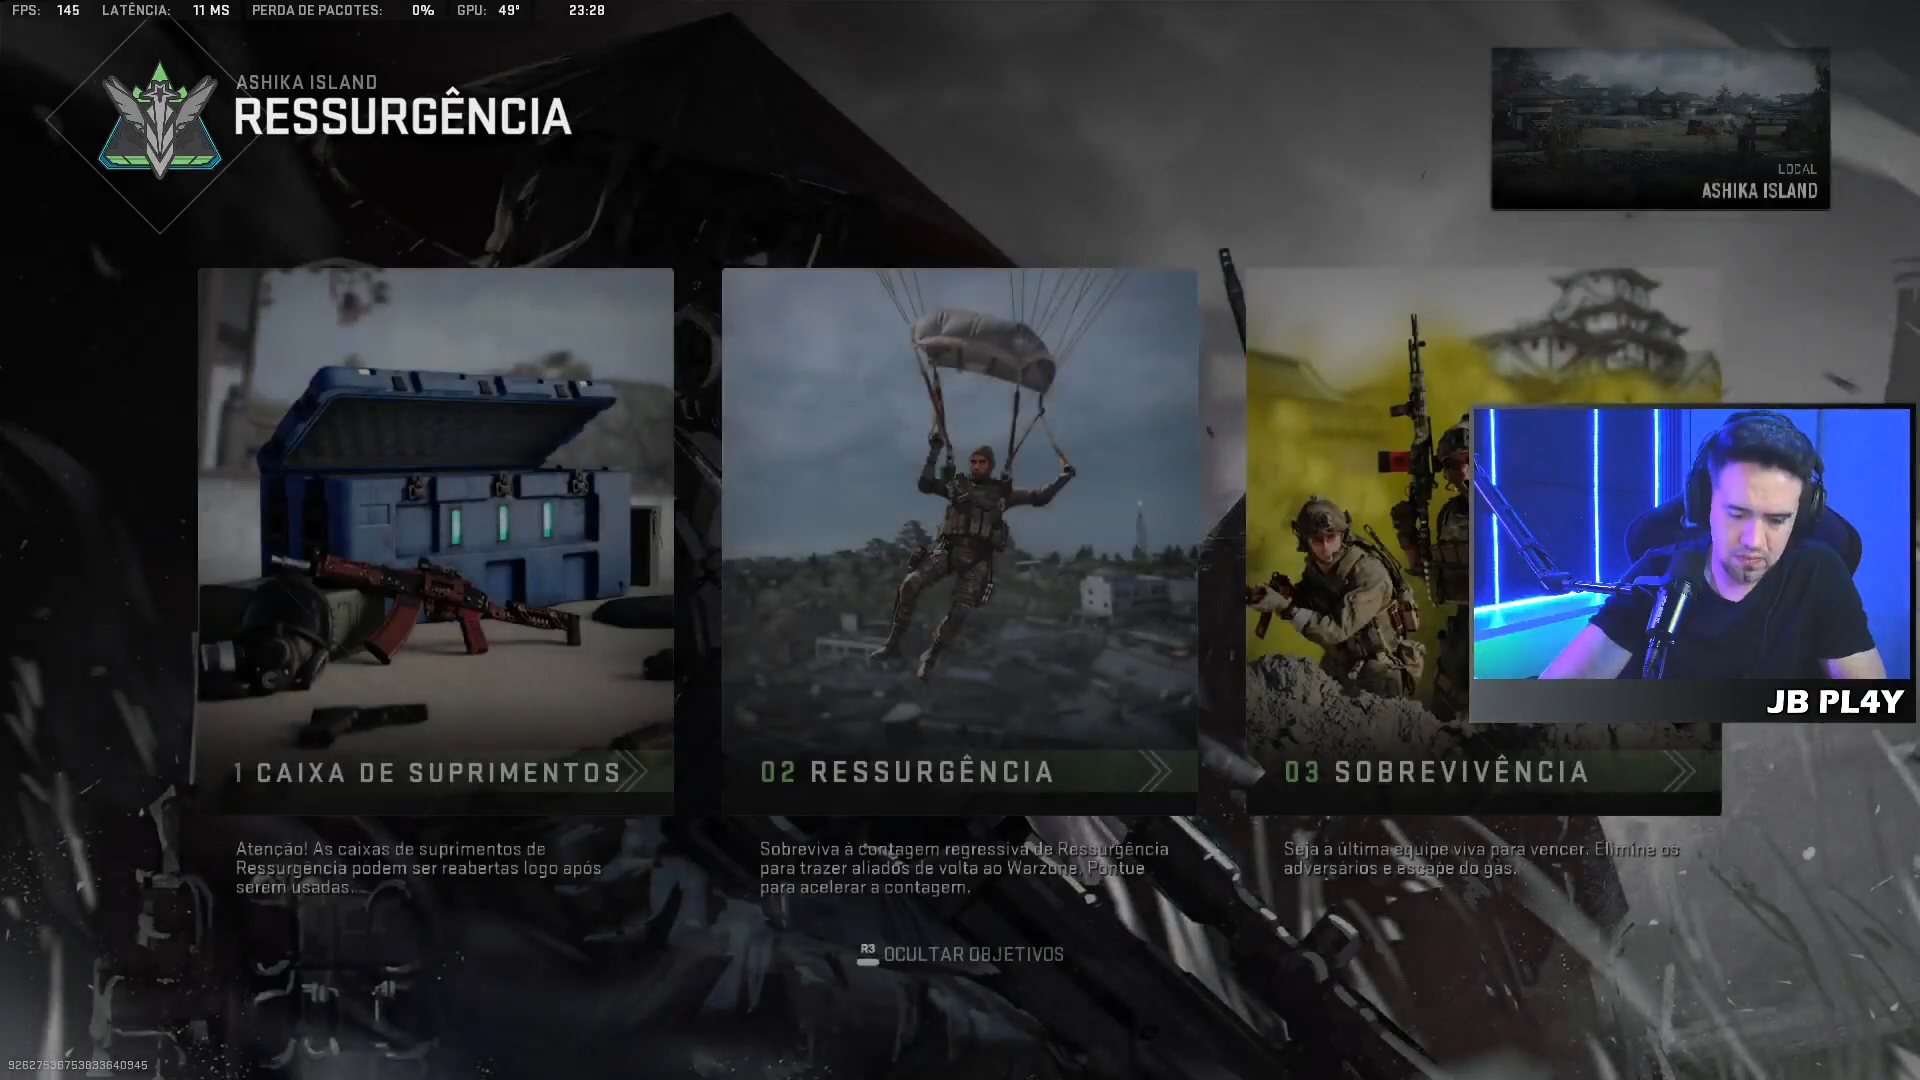 FPS: 145 LATÊNCIA: 11 MS PERDA DE PACOTES: 0% GPU: 49° 23:28
ASHIKA ISLAND
RESSURGÊNCIA
LOCAL
ASHIKA ISLAND
JB PL4Y
1 CAIXA DE SUPRIMENTOS
02 RESSURGÊNCIA
03 SOBREVIVÊNCIA
Atenção! As caixas de suprimentos de
Ressurgência podem ser reabertas logo após
serem usadas.
Sobreviva à contagem regressiva de Ressurgência
para trazer aliados de volta ao Warzone. Pontue
para acelerar a contagem.
Seja a última equipe viva para vencer. Elimine os
adversários e escape do gás.
R3 OCULTAR OBJETIVOS
92627536753833640945